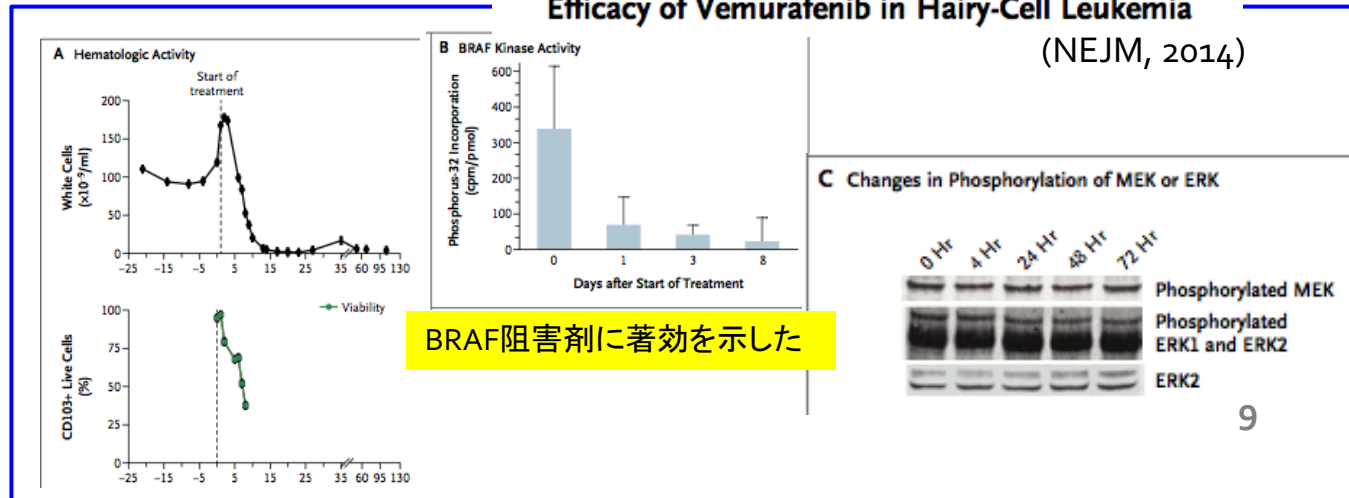 Efficacy of Vemurafenib in Hairy-Cell Leukemia
(NEJM, 2014)
A Hematologic Activity
Start of
treatment
White Cells
(×10⁻⁹/ml)
200
150
100
50
0
-25 -15 -5 5 15 25 35 60 95 130
Viability
CD103+ Live Cells
(%)
100
75
50
25
0
-25 -15 -5 5 15 25 35 60 95 130
B BRAF Kinase Activity
Phosphorus-32 Incorporation
(cpm/pmol)
600
400
300
200
100
0
0 1 3 8
Days after Start of Treatment
BRAF阻害剤に著効を示した
C Changes in Phosphorylation of MEK or ERK
0 Hr 4 Hr 24 Hr 48 Hr 72 Hr
Phosphorylated MEK
Phosphorylated
ERK1 and ERK2
ERK2
9